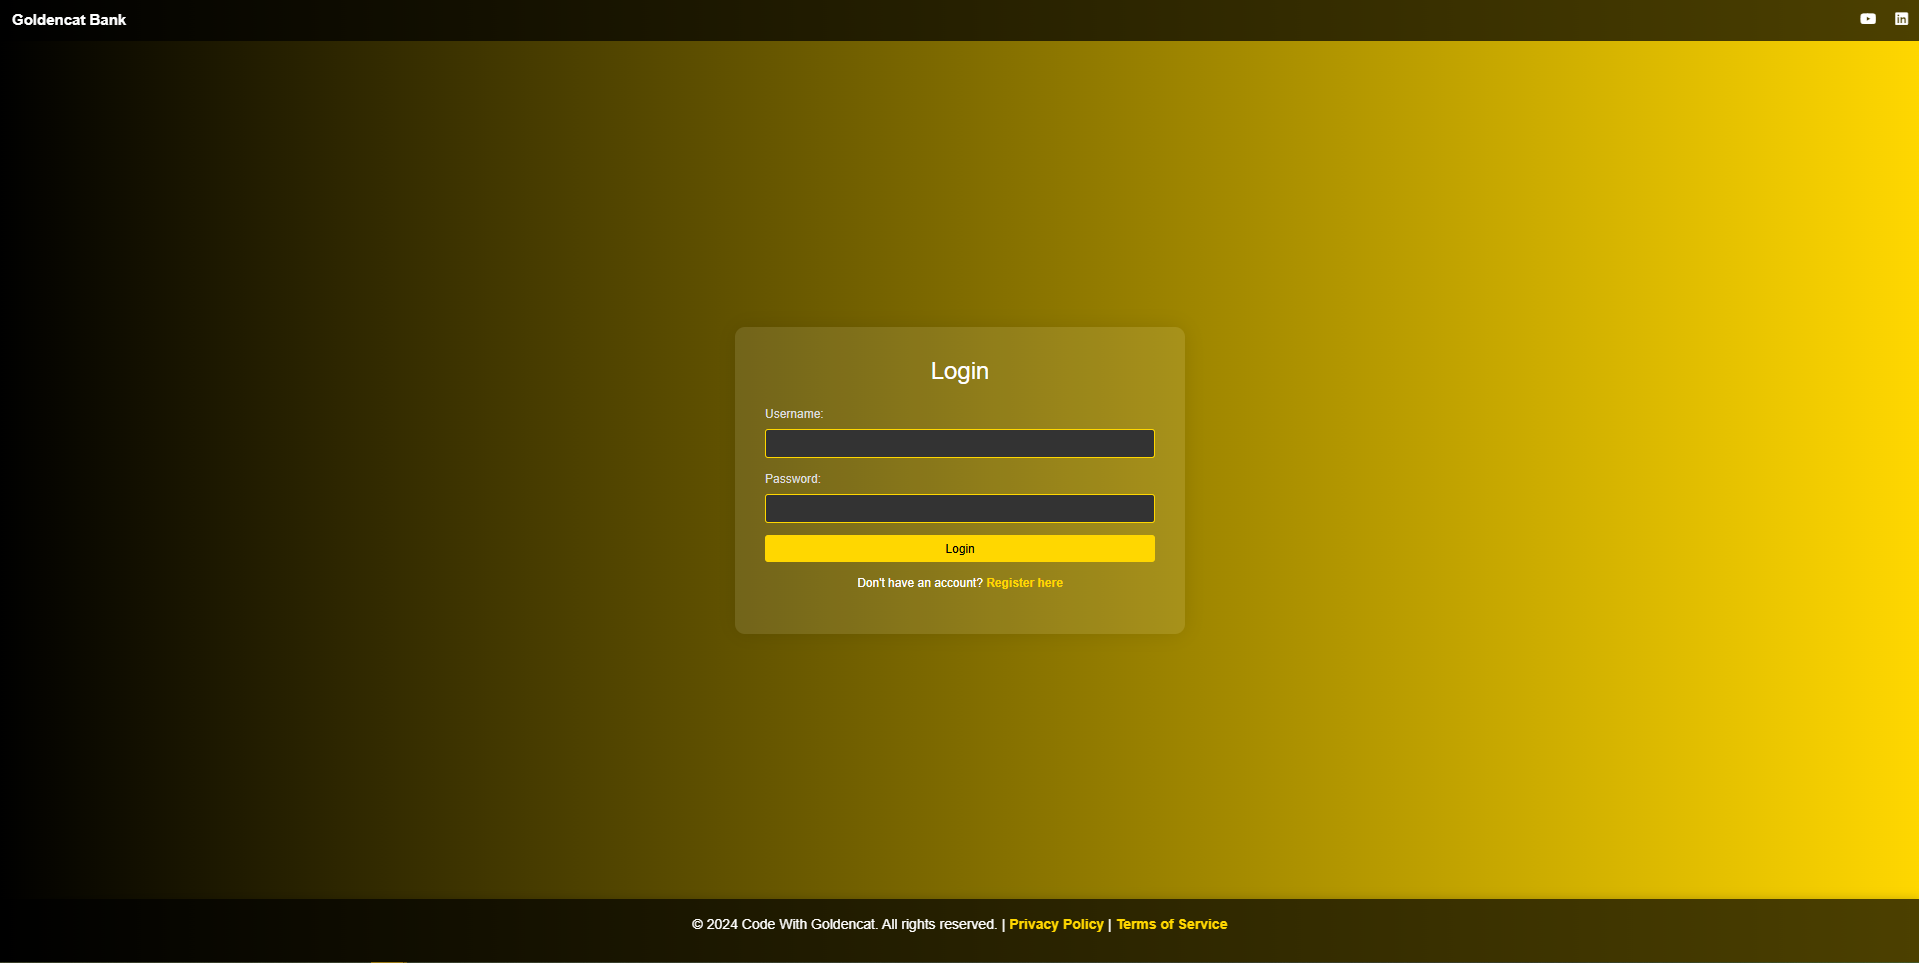 Goldencat Bank
Login
Username:
Password:
Login
Don't have an account? Register here
© 2024 Code With Goldencat. All rights reserved. | Privacy Policy | Terms of Service